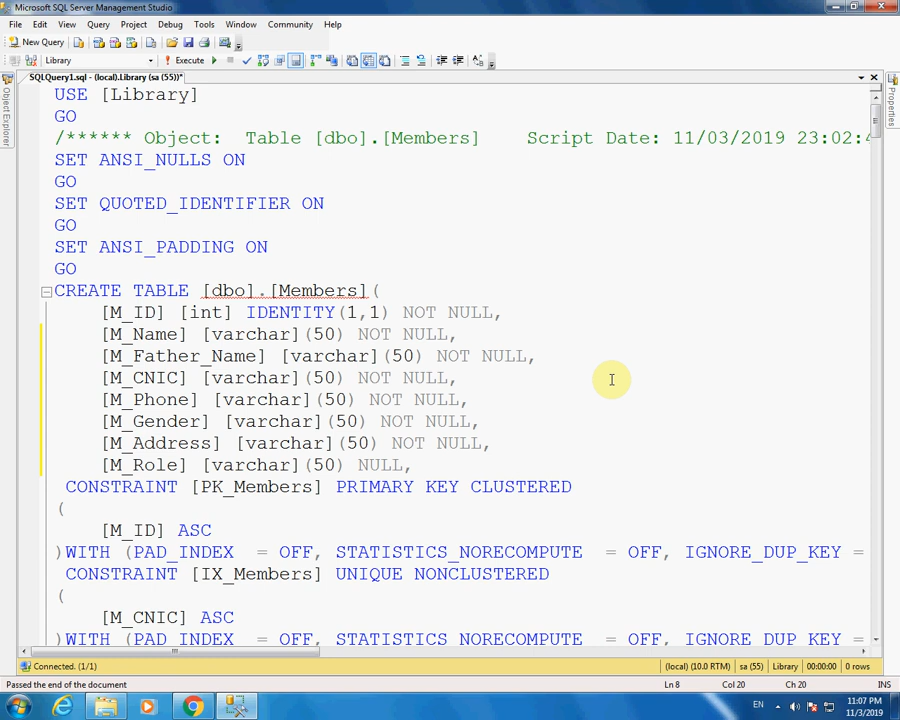 Microsoft SQL Server Management Studio
File Edit View Query Project Debug Tools Window Community Help
New Query
Library Execute
SQLQuery1.sql - (local).Library (sa (55))*
Object Explorer
Properties
USE [Library]
GO
/****** Object:  Table [dbo].[Members]    Script Date: 11/03/2019 23:02:4
SET ANSI_NULLS ON
GO
SET QUOTED_IDENTIFIER ON
GO
SET ANSI_PADDING ON
GO
CREATE TABLE [dbo].[Members](
[M_ID] [int] IDENTITY(1,1) NOT NULL,
[M_Name] [varchar](50) NOT NULL,
[M_Father_Name] [varchar](50) NOT NULL,
[M_CNIC] [varchar](50) NOT NULL,
[M_Phone] [varchar](50) NOT NULL,
[M_Gender] [varchar](50) NOT NULL,
[M_Address] [varchar](50) NOT NULL,
[M_Role] [varchar](50) NULL,
CONSTRAINT [PK_Members] PRIMARY KEY CLUSTERED
(
[M_ID] ASC
)WITH (PAD_INDEX  = OFF, STATISTICS_NORECOMPUTE  = OFF, IGNORE_DUP_KEY =
CONSTRAINT [IX_Members] UNIQUE NONCLUSTERED
(
[M_CNIC] ASC
)WITH (PAD_INDEX  = OFF, STATISTICS_NORECOMPUTE  = OFF, IGNORE_DUP_KEY =
Connected. (1/1) (local) (10.0 RTM) sa (55) Library 00:00:00 0 rows
Passed the end of the document Ln 8 Col 20 Ch 20 INS
EN 11:07 PM
11/3/2019